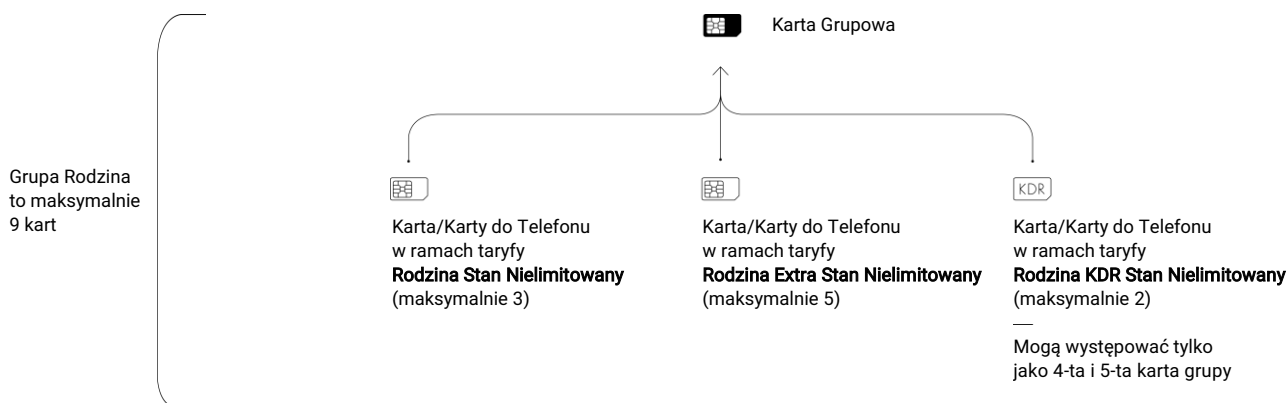 Karta Grupowa
Grupa Rodzina
to maksymalnie
9 kart
Karta/Karty do Telefonu
w ramach taryfy
Rodzina Stan Nielimitowany
(maksymalnie 3)
Karta/Karty do Telefonu
w ramach taryfy
Rodzina Extra Stan Nielimitowany
(maksymalnie 5)
KDR
Karta/Karty do Telefonu
w ramach taryfy
Rodzina KDR Stan Nielimitowany
(maksymalnie 2)
Mogą występować tylko
jako 4-ta i 5-ta karta grupy